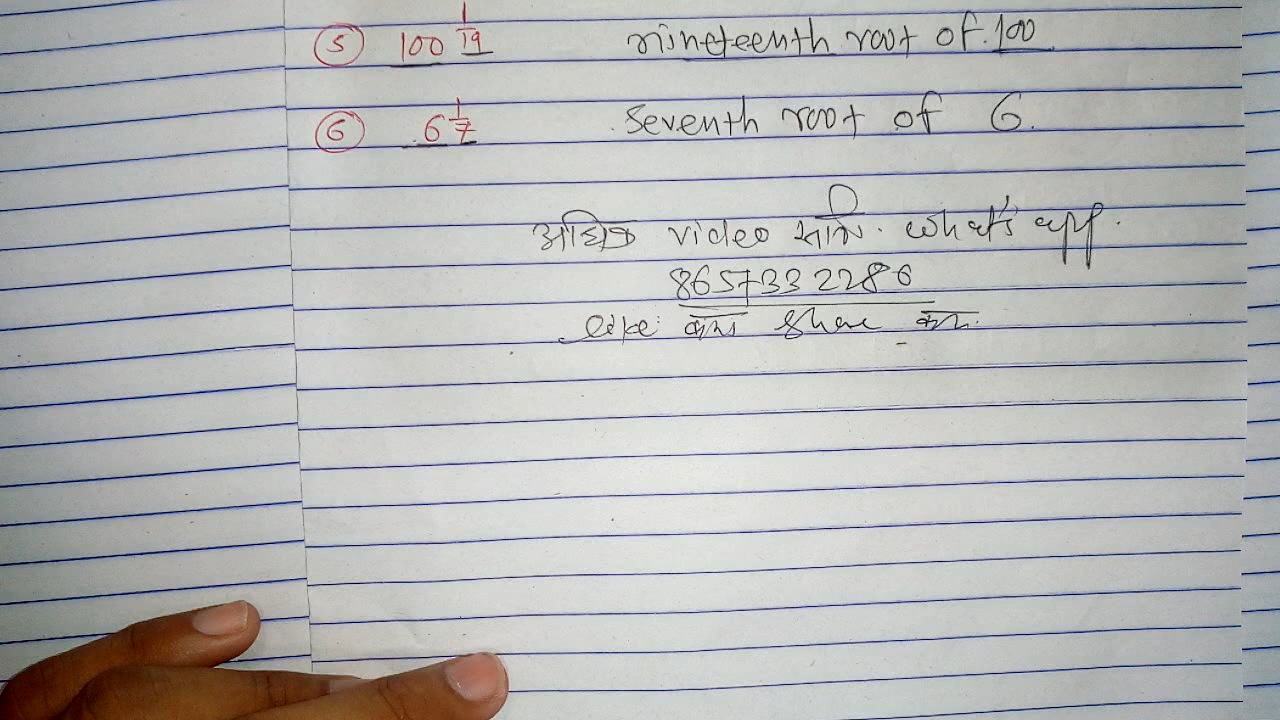 5 100 1/19 nineteenth root of. 100
6 .6 1/7 .Seventh root of 6.
अधिक video साठी. what's app.
8657332286
like करा share करा.